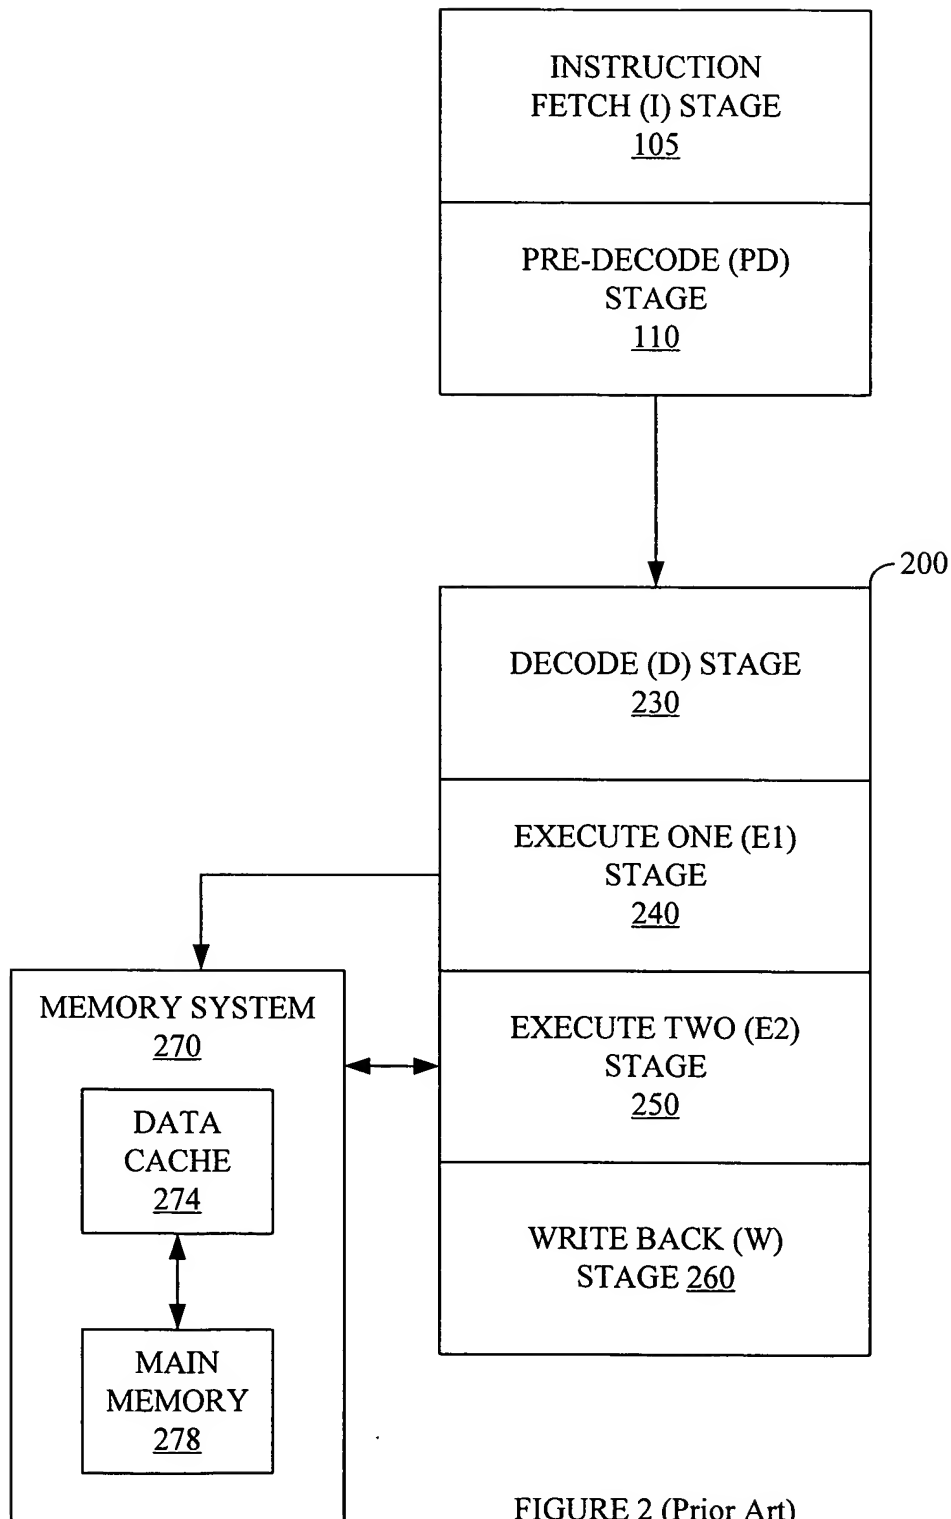 INSTRUCTION
FETCH (I) STAGE
105
PRE-DECODE (PD)
STAGE
110
200
DECODE (D) STAGE
230
EXECUTE ONE (E1)
STAGE
240
MEMORY SYSTEM
270
EXECUTE TWO (E2)
STAGE
250
DATA
CACHE
274
WRITE BACK (W)
STAGE 260
MAIN
MEMORY
278
FIGURE 2 (Prior Art)